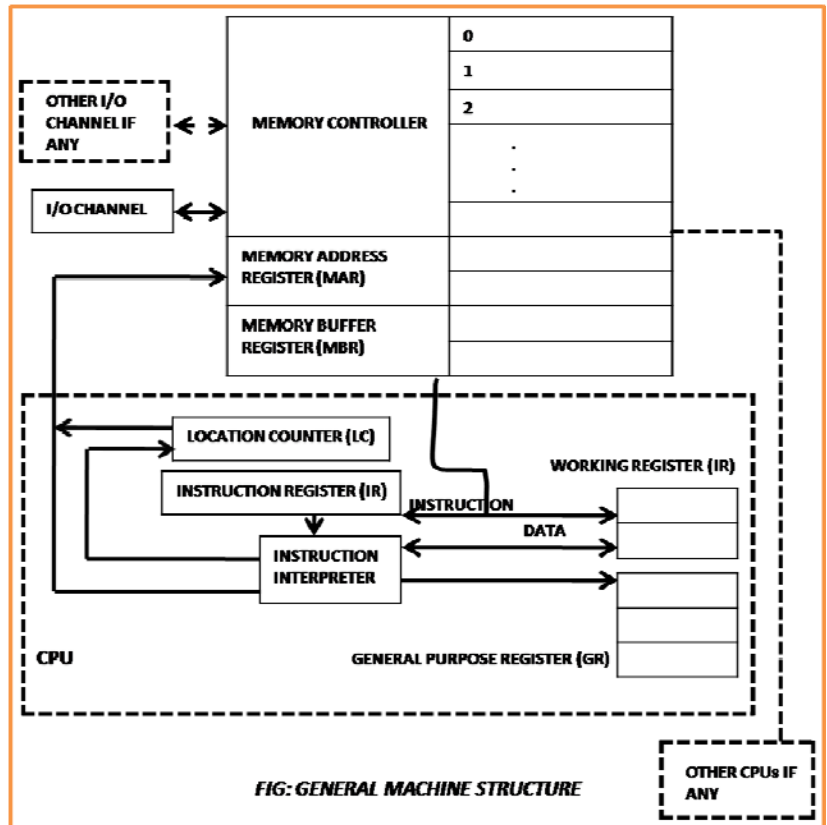 0
1
2
.
.
.
OTHER I/O
CHANNEL IF
ANY
MEMORY CONTROLLER
I/O CHANNEL
MEMORY ADDRESS
REGISTER (MAR)
MEMORY BUFFER
REGISTER (MBR)
LOCATION COUNTER (LC)
WORKING REGISTER (IR)
INSTRUCTION REGISTER (IR)
INSTRUCTION
DATA
INSTRUCTION
INTERPRETER
CPU
GENERAL PURPOSE REGISTER (GR)
OTHER CPUs IF
ANY
FIG: GENERAL MACHINE STRUCTURE